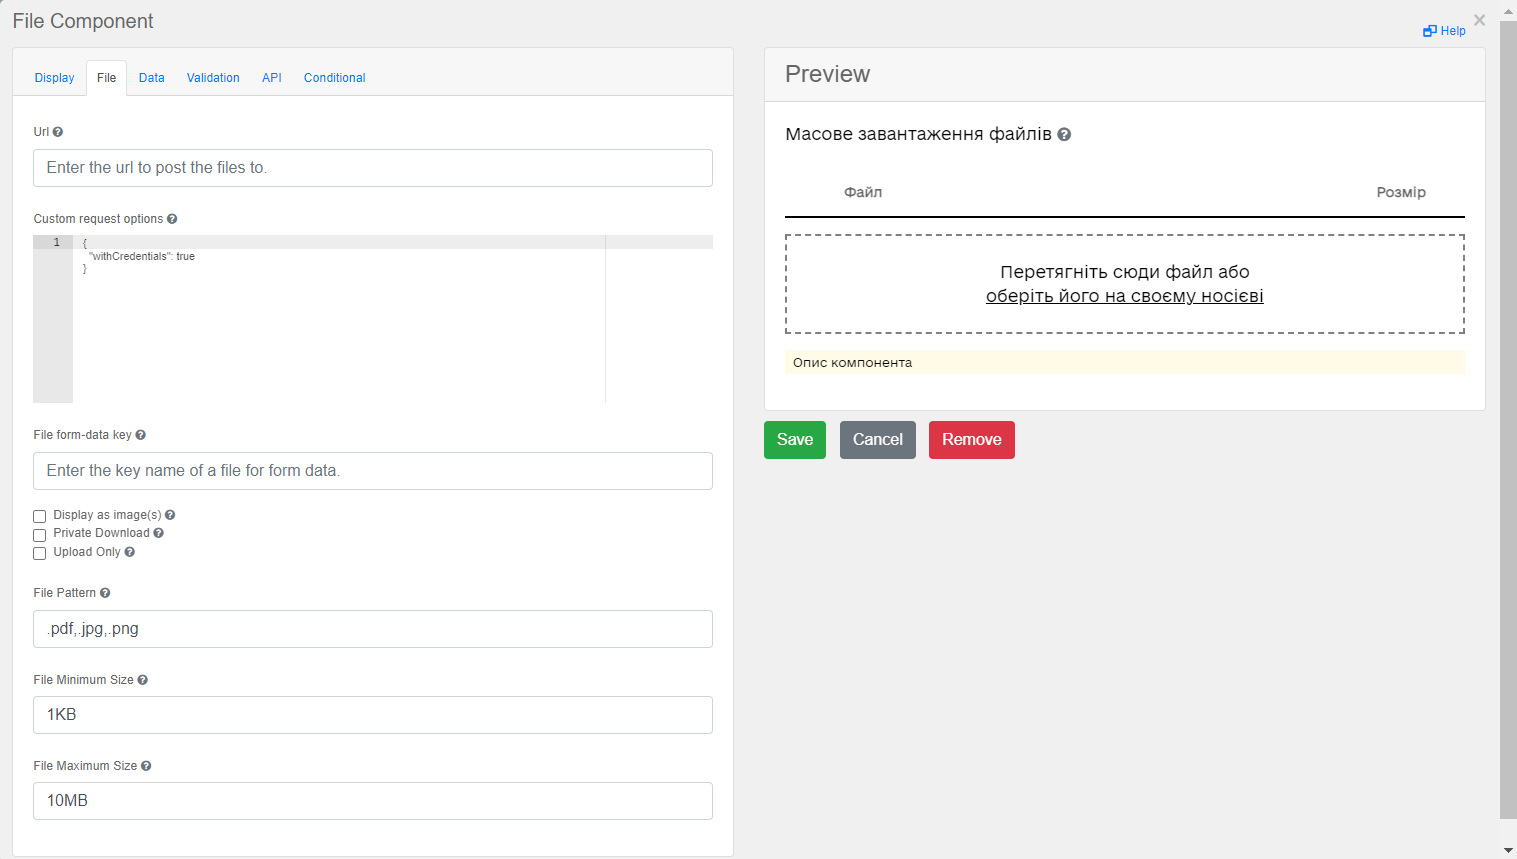 File Component
×
Help
Display
File
Data
Validation
API
Conditional
Url
Enter the url to post the files to.
Custom request options
1
{
"withCredentials": true
}
File form-data key
Enter the key name of a file for form data.
Display as image(s)
Private Download
Upload Only
File Pattern
.pdf,.jpg,.png
File Minimum Size
1KB
File Maximum Size
10MB
Preview
Масове завантаження файлів
Файл
Розмір
Перетягніть сюди файл або
оберіть його на своєму носієві
Опис компонента
Save
Cancel
Remove